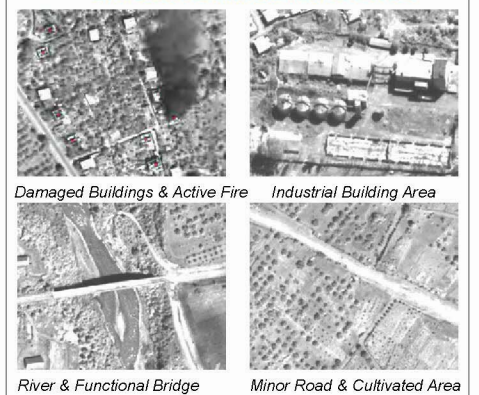 Damaged Buildings & Active Fire
Industrial Building Area
River & Functional Bridge
Minor Road & Cultivated Area